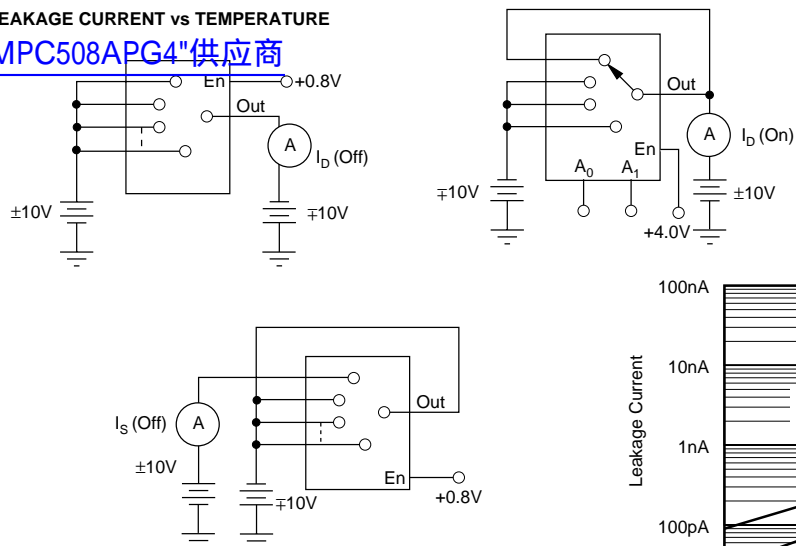 LEAKAGE CURRENT vs TEMPERATURE
MPC508APG4"供应商
En
+0.8V
Out
A
I_D (Off)
±10V
∓10V
Out
A
I_D (On)
En
A_0
A_1
∓10V
±10V
+4.0V
I_S (Off)
A
Out
±10V
∓10V
En
+0.8V
Leakage Current
100nA
10nA
1nA
100pA